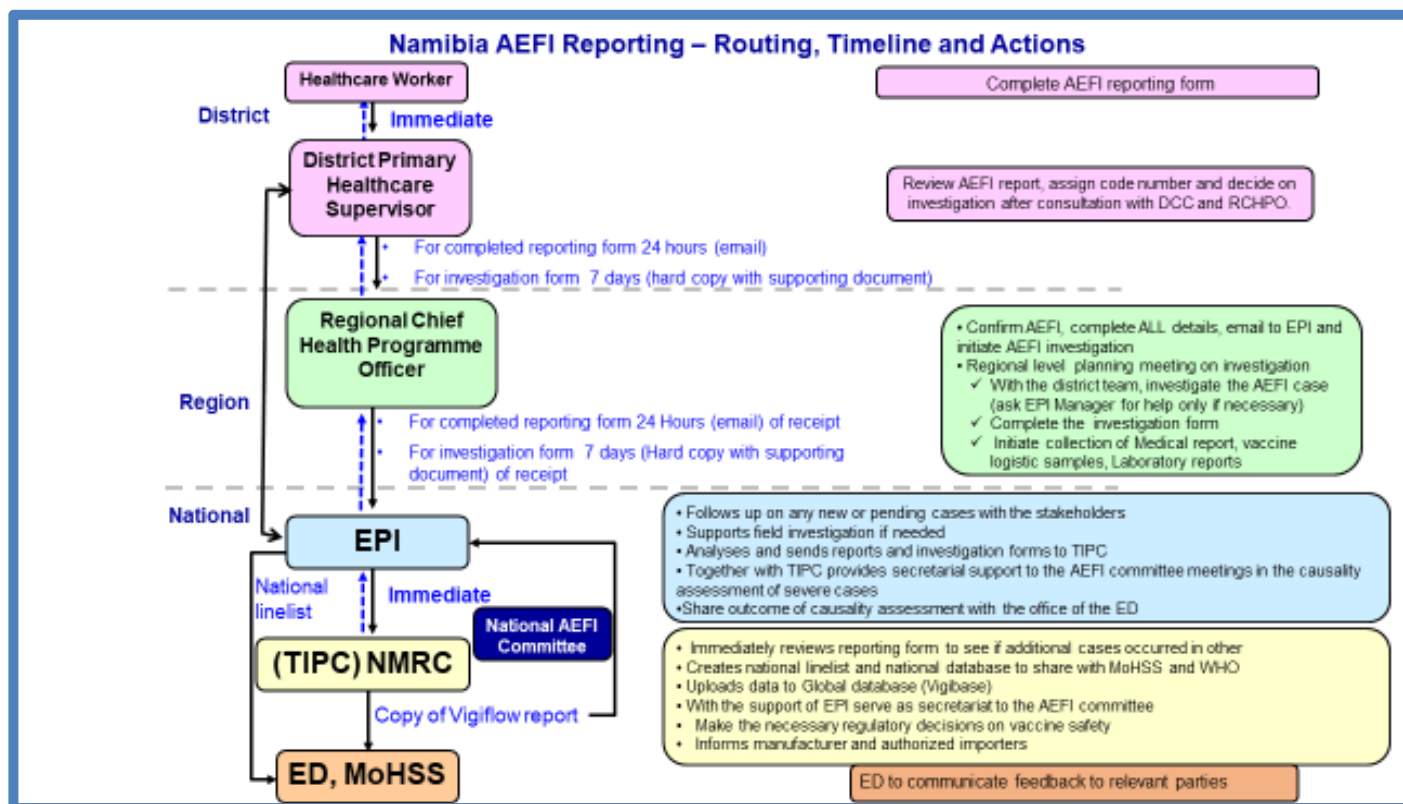 Namibia AEFI Reporting – Routing, Timeline and Actions
Healthcare Worker
Complete AEFI reporting form
District
Immediate
District Primary
Healthcare
Supervisor
Review AEFI report, assign code number and decide on
investigation after consultation with DCC and RCHPO.
• For completed reporting form 24 hours (email)
• For investigation form 7 days (hard copy with supporting document)
Regional Chief
Health Programme
Officer
• Confirm AEFI, complete ALL details, email to EPI and
initiate AEFI investigation
• Regional level planning meeting on investigation
✓ With the district team, investigate the AEFI case
(ask EPI Manager for help only if necessary)
✓ Complete the investigation form
✓ Initiate collection of Medical report, vaccine
logistic samples, Laboratory reports
Region
• For completed reporting form 24 Hours (email) of receipt
• For investigation form 7 days (Hard copy with supporting
document) of receipt
National
EPI
• Follows up on any new or pending cases with the stakeholders
• Supports field investigation if needed
• Analyses and sends reports and investigation forms to TIPC
• Together with TIPC provides secretarial support to the AEFI committee meetings in the causality
assessment of severe cases
•Share outcome of causality assessment with the office of the ED
National
linelist
Immediate
National AEFI
Committee
(TIPC) NMRC
• Immediately reviews reporting form to see if additional cases occurred in other
• Creates national linelist and national database to share with MoHSS and WHO
• Uploads data to Global database (Vigibase)
• With the support of EPI serve as secretariat to the AEFI committee
• Make the necessary regulatory decisions on vaccine safety
• Informs manufacturer and authorized importers
Copy of Vigiflow report
ED, MoHSS
ED to communicate feedback to relevant parties